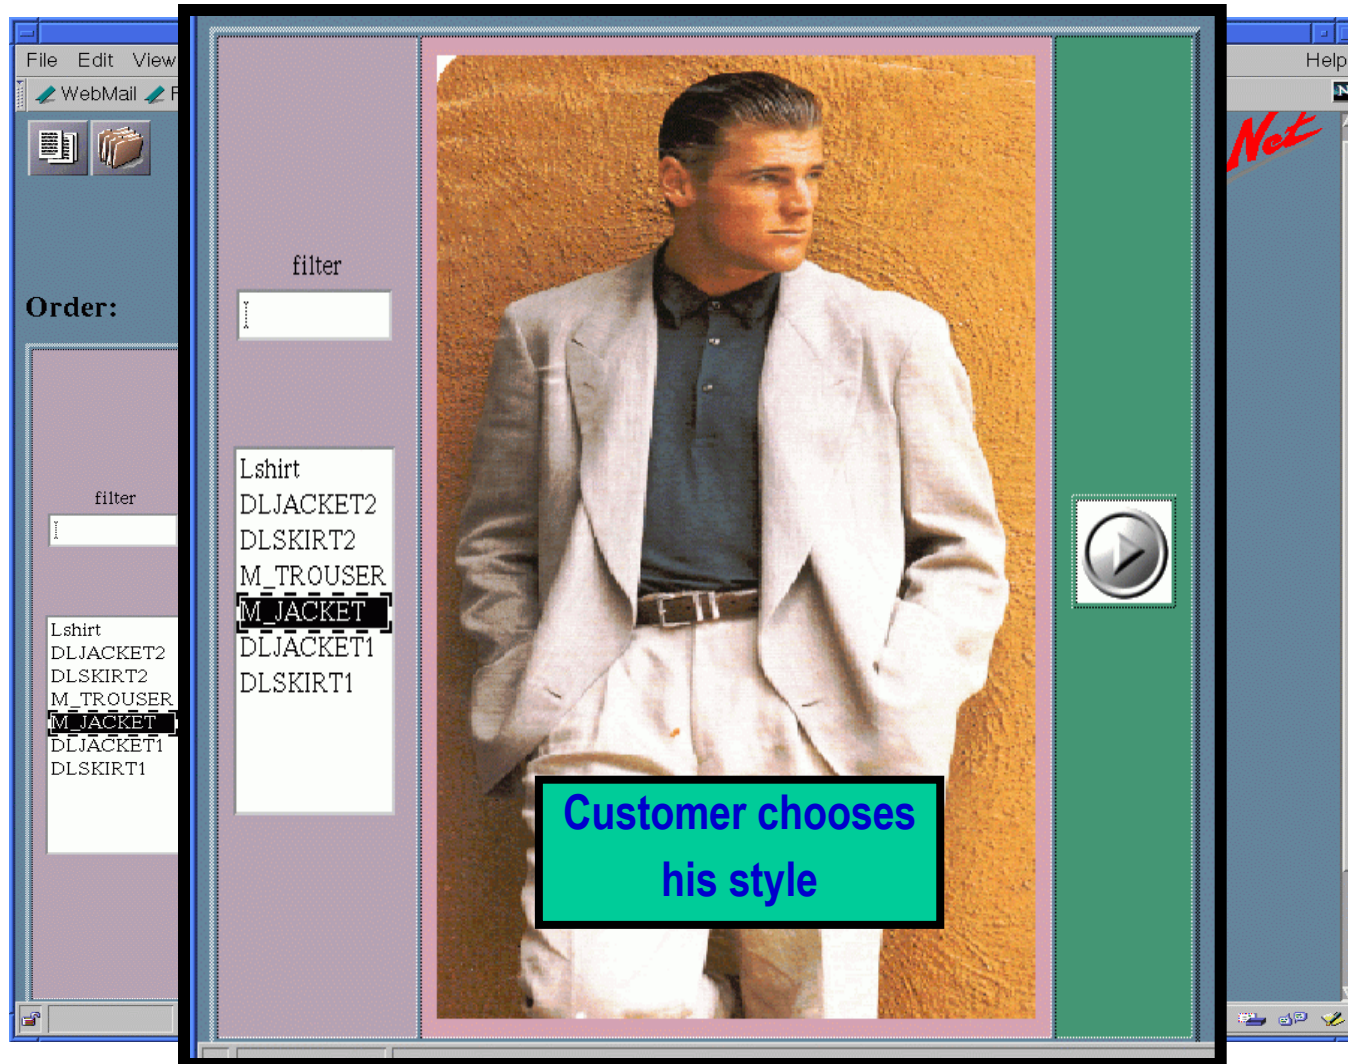 File Edit View
Help
WebMail
N
Net
Order:
filter
Lshirt
DLJACKET2
DLSKIRT2
M_TROUSER
M_JACKET
DLJACKET1
DLSKIRT1
filter
Lshirt
DLJACKET2
DLSKIRT2
M_TROUSER
M_JACKET
DLJACKET1
DLSKIRT1
Customer chooses
his style